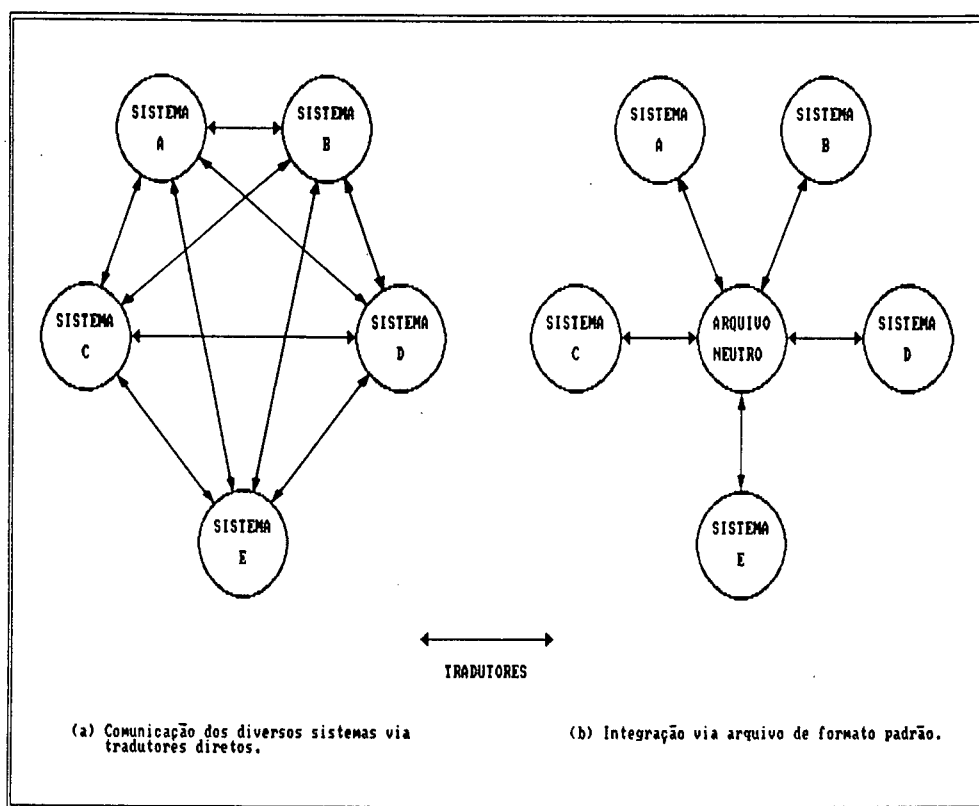 SISTEMA
A
SISTEMA
B
SISTEMA
C
SISTEMA
D
SISTEMA
E
SISTEMA
A
SISTEMA
B
SISTEMA
C
ARQUIVO
NEUTRO
SISTEMA
D
SISTEMA
E
TRADUTORES
(a) Comunicação dos diversos sistemas via
tradutores diretos.
(b) Integração via arquivo de formato padrão.